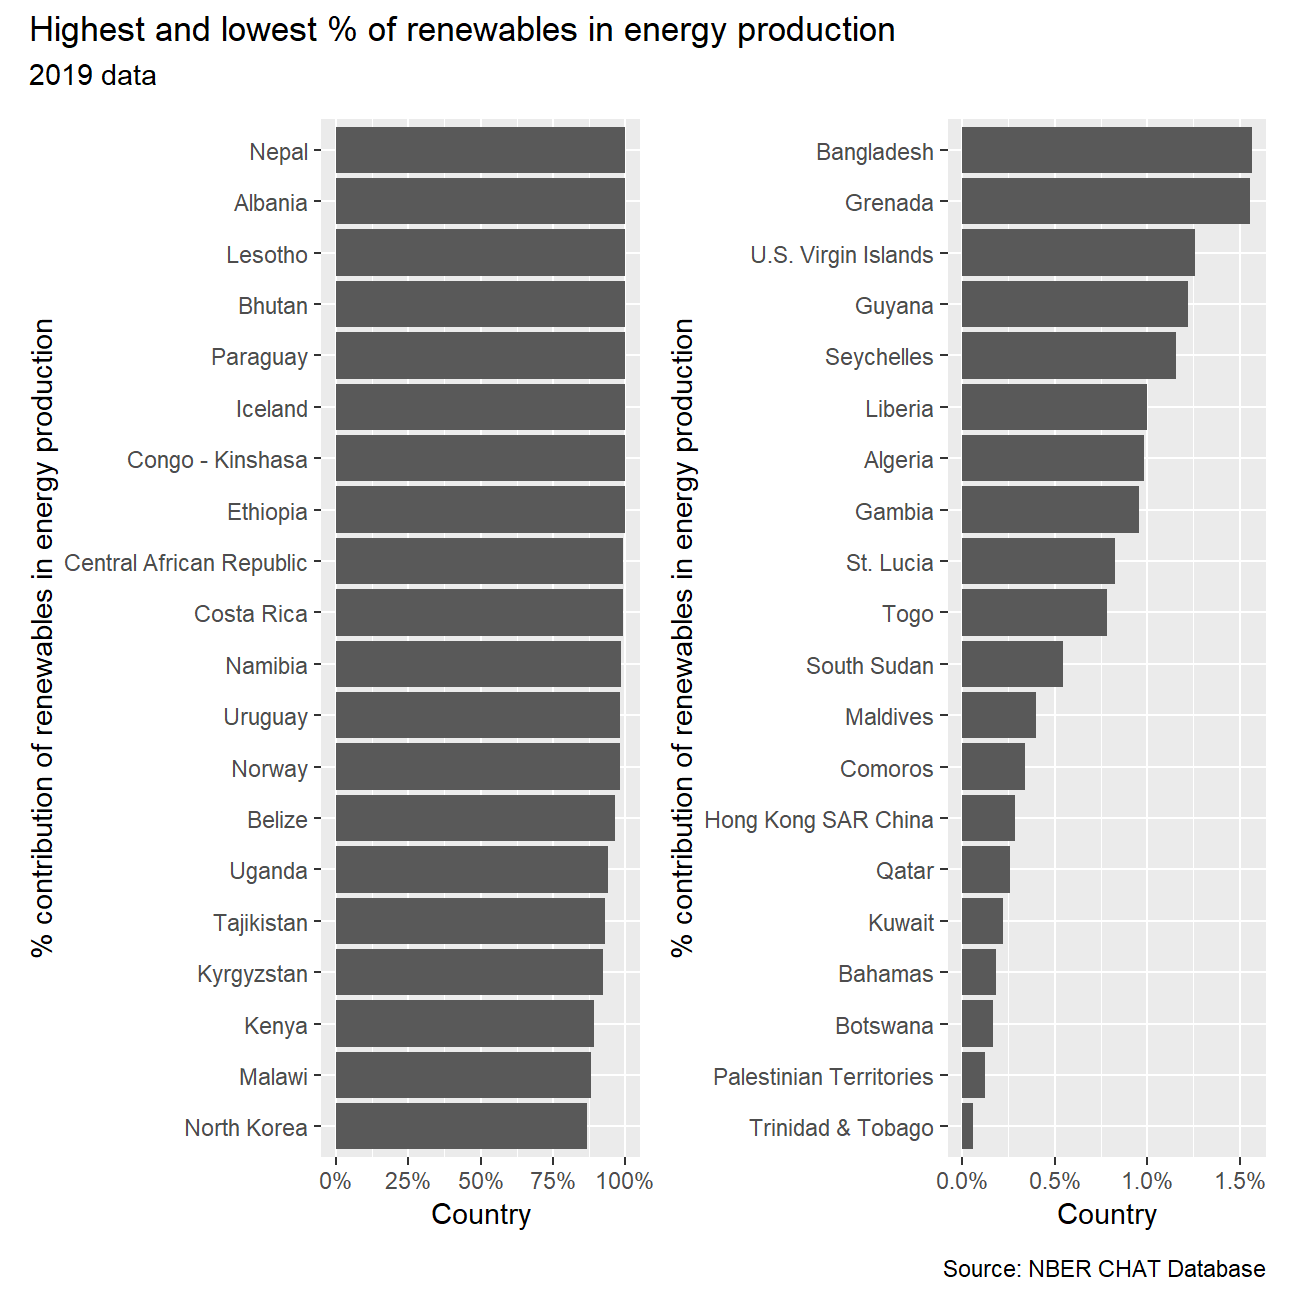 Highest and lowest % of renewables in energy production
2019 data
% contribution of renewables in energy production
Nepal
Albania
Lesotho
Bhutan
Paraguay
Iceland
Congo - Kinshasa
Ethiopia
Central African Republic
Costa Rica
Namibia
Uruguay
Norway
Belize
Uganda
Tajikistan
Kyrgyzstan
Kenya
Malawi
North Korea
0% 25% 50% 75% 100%
Country
% contribution of renewables in energy production
Bangladesh
Grenada
U.S. Virgin Islands
Guyana
Seychelles
Liberia
Algeria
Gambia
St. Lucia
Togo
South Sudan
Maldives
Comoros
Hong Kong SAR China
Qatar
Kuwait
Bahamas
Botswana
Palestinian Territories
Trinidad & Tobago
0.0% 0.5% 1.0% 1.5%
Country
Source: NBER CHAT Database